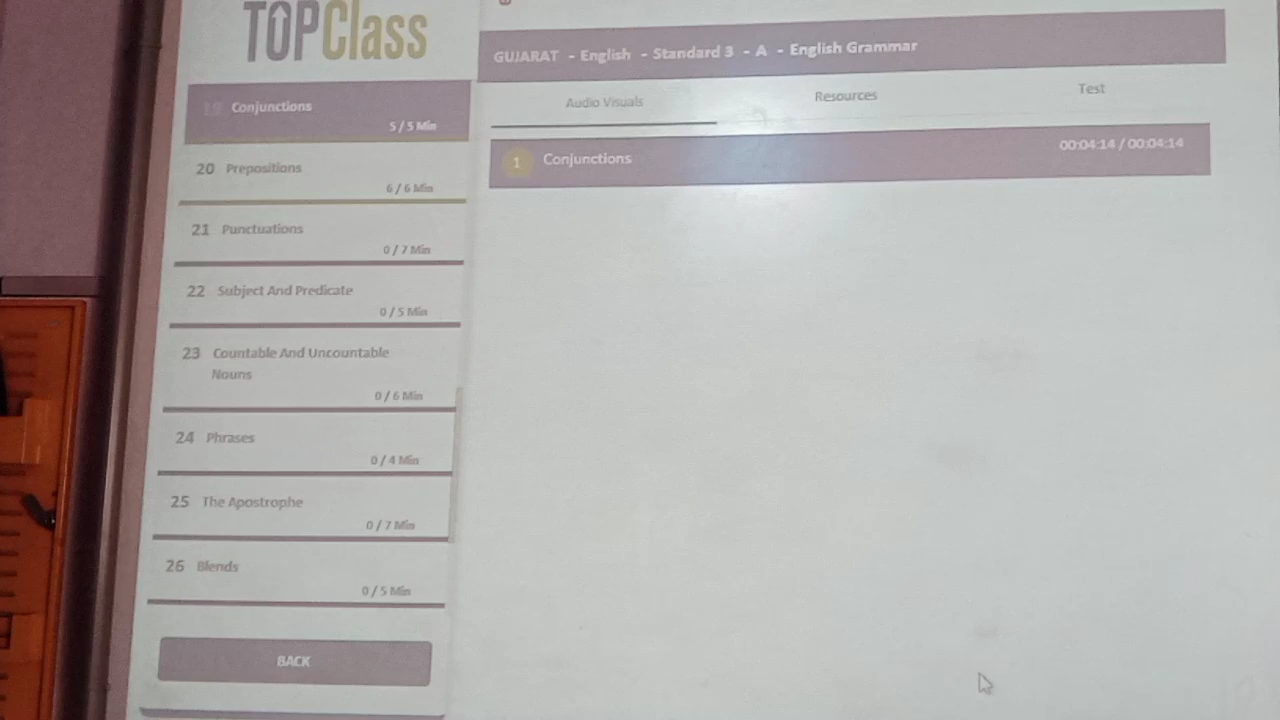 TOPClass
GUJARAT - English - Standard 3 - A - English Grammar
19 Conjunctions
5 / 5 Min
20 Prepositions
6 / 6 Min
21 Punctuations
0 / 7 Min
22 Subject And Predicate
0 / 5 Min
23 Countable And Uncountable
Nouns
0 / 6 Min
24 Phrases
0 / 4 Min
25 The Apostrophe
0 / 7 Min
26 Blends
0 / 5 Min
BACK
Audio Visuals
Resources
Test
1 Conjunctions
00:04:14 / 00:04:14